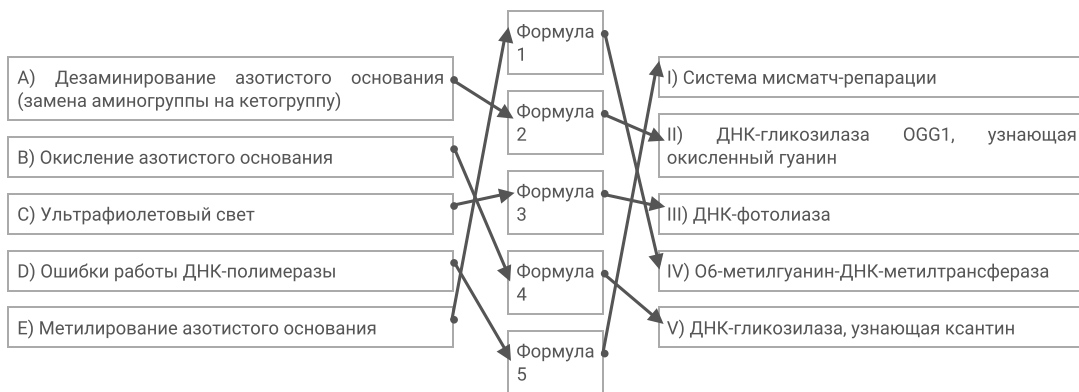 А) Дезаминирование азотистого основания
(замена аминогруппы на кетогруппу)
В) Окисление азотистого основания
С) Ультрафиолетовый свет
D) Ошибки работы ДНК-полимеразы
Е) Метилирование азотистого основания
Формула
1
Формула
2
Формула
3
Формула
4
Формула
5
I) Система мисматч-репарации
II) ДНК-гликозилаза OGG1, узнающая
окисленный гуанин
III) ДНК-фотолиаза
IV) О6-метилгуанин-ДНК-метилтрансфераза
V) ДНК-гликозилаза, узнающая ксантин